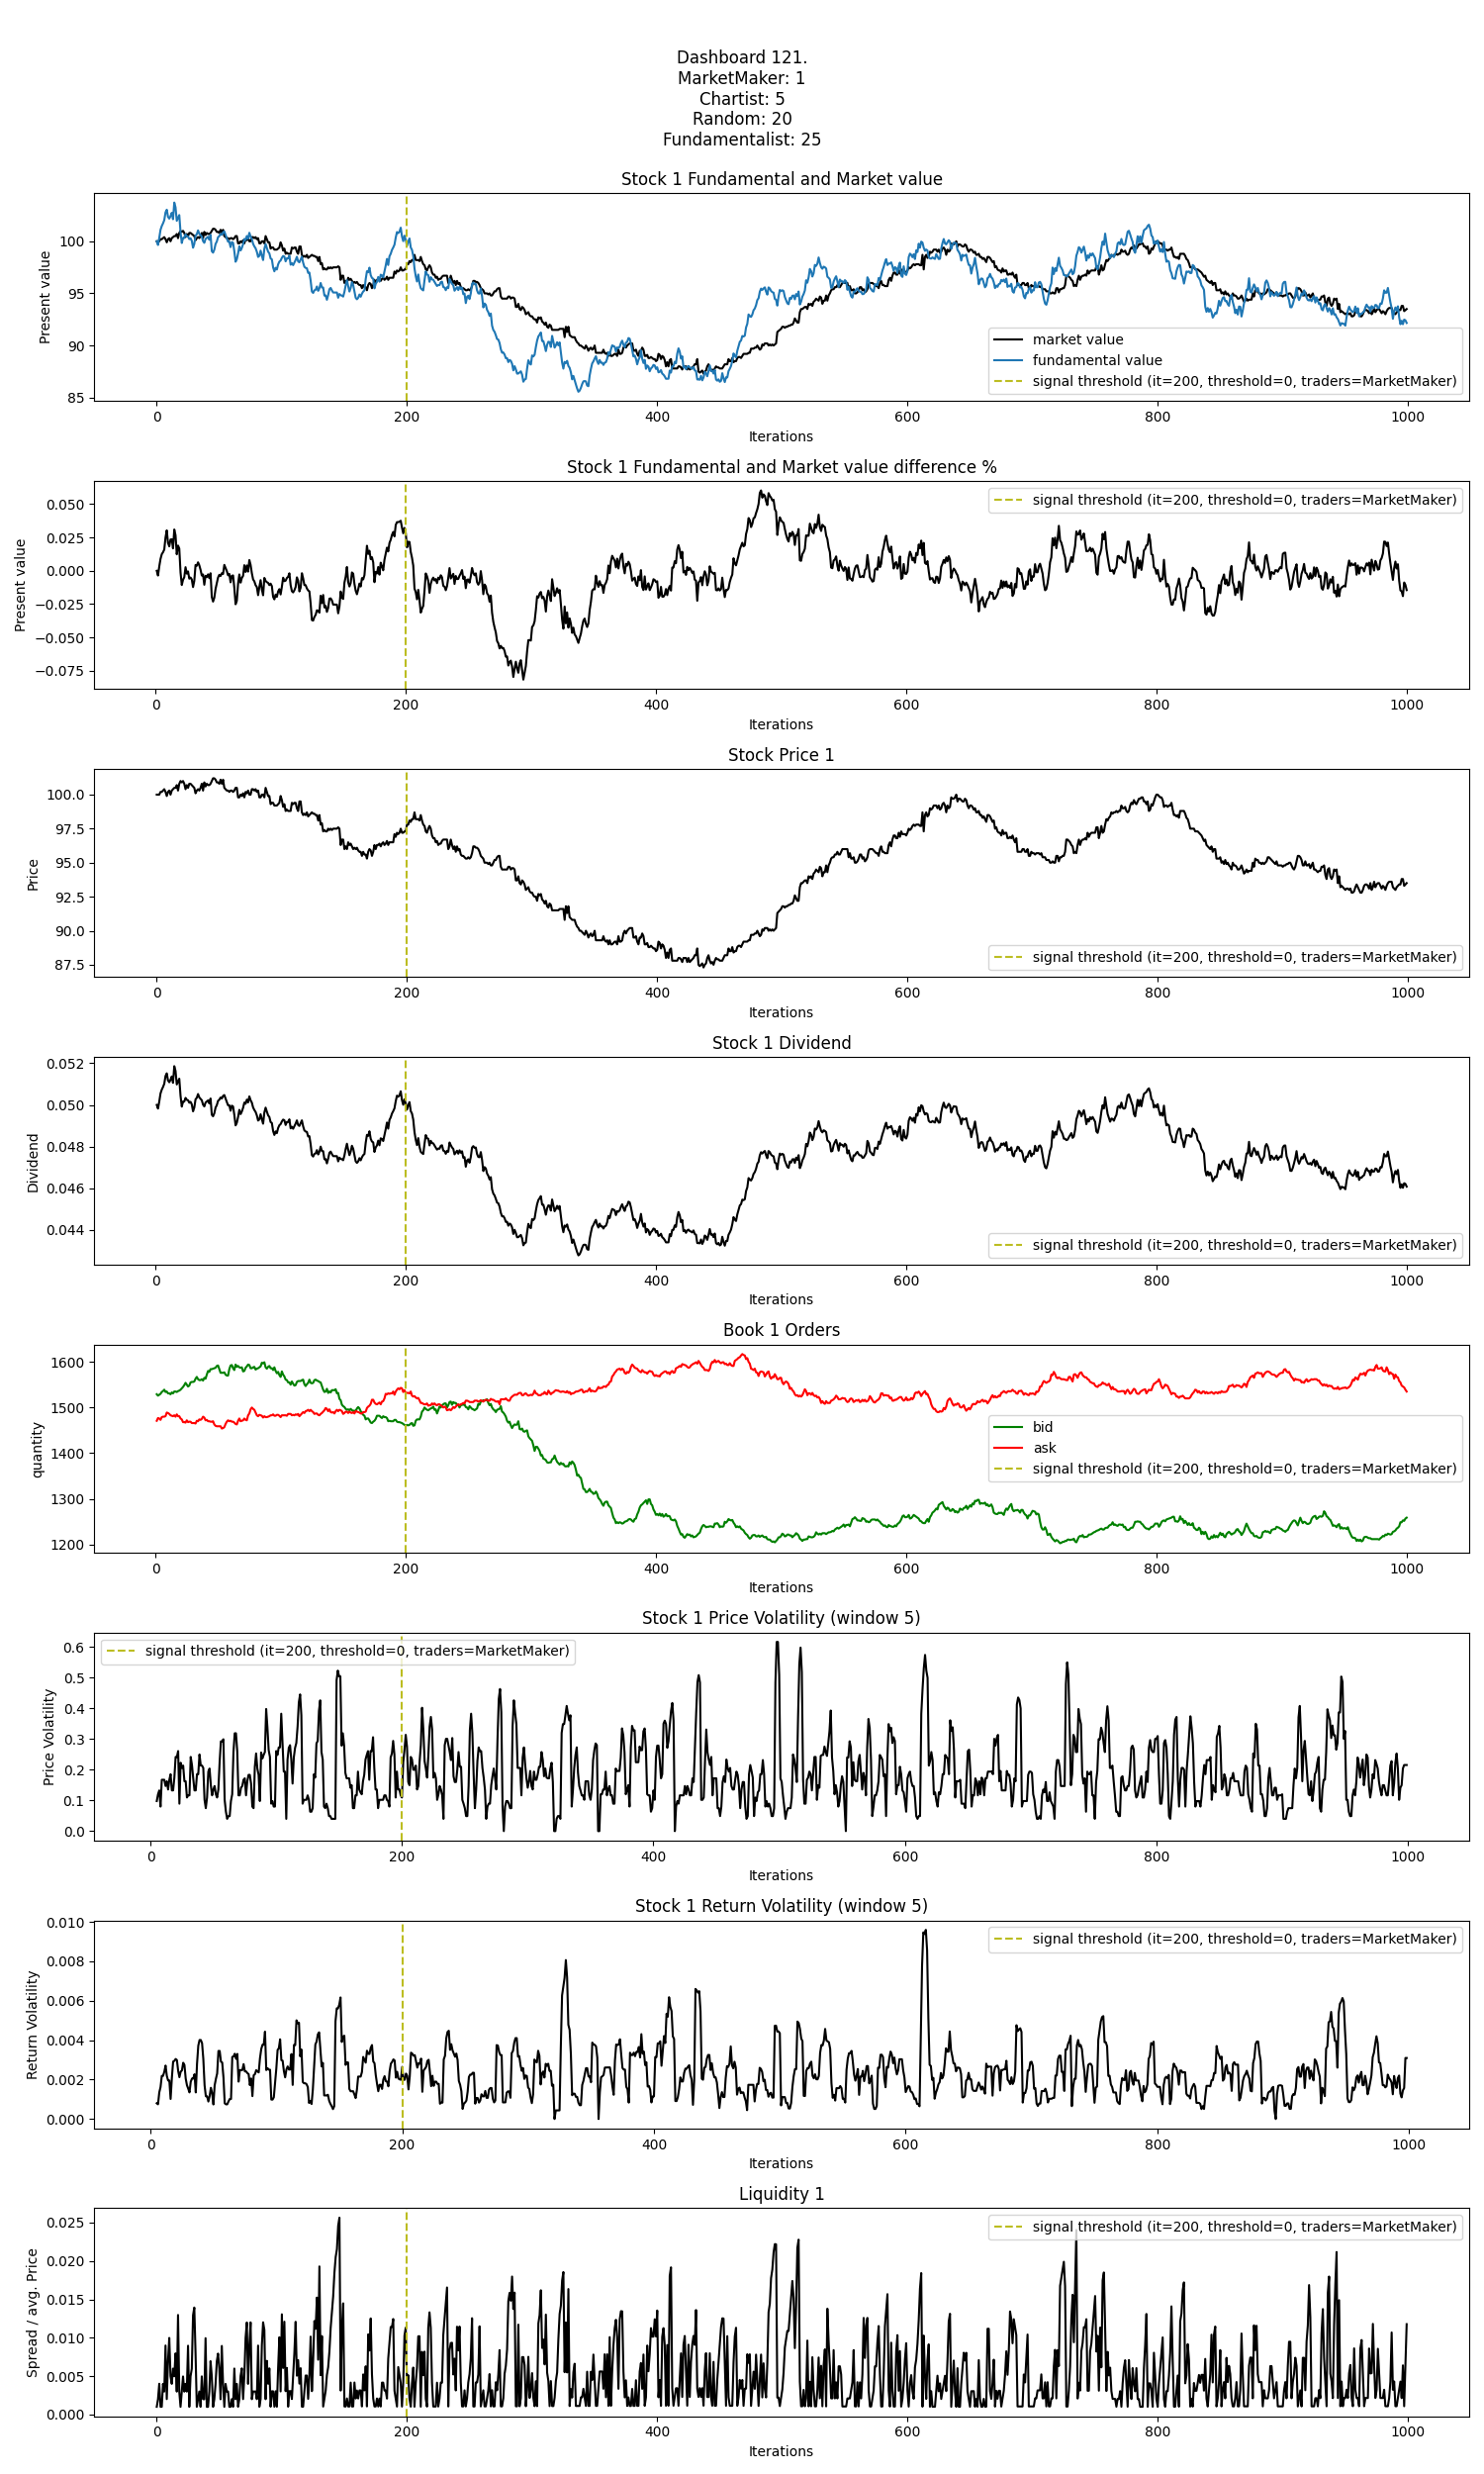 Dashboard 121.
MarketMaker: 1
Chartist: 5
Random: 20
Fundamentalist: 25
Stock 1 Fundamental and Market value
Present value
100
95
90
85
market value
fundamental value
signal threshold (it=200, threshold=0, traders=MarketMaker)
0 200 400 600 800 1000
Iterations
Stock 1 Fundamental and Market value difference %
Present value
0.050
0.025
0.000
−0.025
−0.050
−0.075
signal threshold (it=200, threshold=0, traders=MarketMaker)
0 200 400 600 800 1000
Iterations
Stock Price 1
Price
100.0
97.5
95.0
92.5
90.0
87.5
signal threshold (it=200, threshold=0, traders=MarketMaker)
0 200 400 600 800 1000
Iterations
Stock 1 Dividend
Dividend
0.052
0.050
0.048
0.046
0.044
signal threshold (it=200, threshold=0, traders=MarketMaker)
0 200 400 600 800 1000
Iterations
Book 1 Orders
quantity
1600
1500
1400
1300
1200
bid
ask
signal threshold (it=200, threshold=0, traders=MarketMaker)
0 200 400 600 800 1000
Iterations
Stock 1 Price Volatility (window 5)
Price Volatility
0.6
0.5
0.4
0.3
0.2
0.1
0.0
signal threshold (it=200, threshold=0, traders=MarketMaker)
0 200 400 600 800 1000
Iterations
Stock 1 Return Volatility (window 5)
Return Volatility
0.010
0.008
0.006
0.004
0.002
0.000
signal threshold (it=200, threshold=0, traders=MarketMaker)
0 200 400 600 800 1000
Iterations
Liquidity 1
Spread / avg. Price
0.025
0.020
0.015
0.010
0.005
0.000
signal threshold (it=200, threshold=0, traders=MarketMaker)
0 200 400 600 800 1000
Iterations